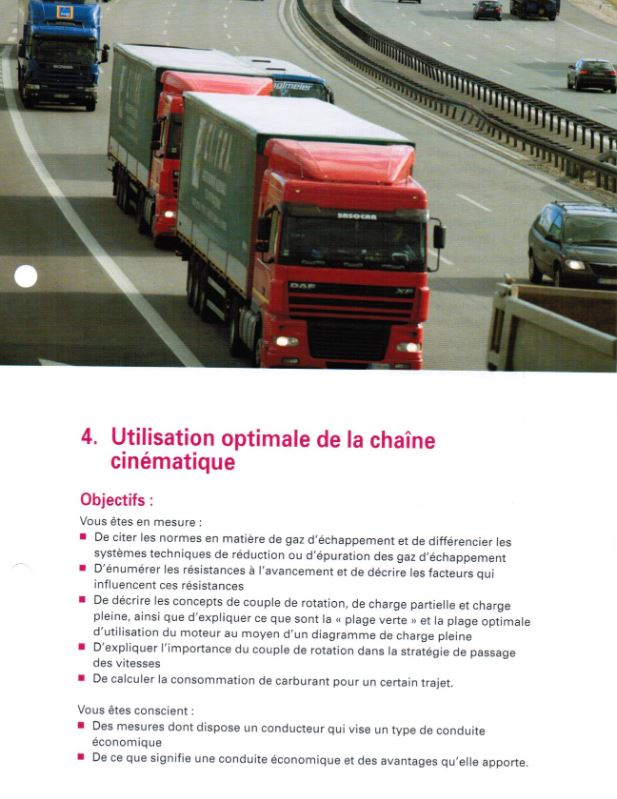 SCANIA
nglmeier
SASOCAR
DAF XF
4. Utilisation optimale de la chaîne
cinématique
Objectifs :
Vous êtes en mesure :
■ De citer les normes en matière de gaz d’échappement et de différencier les
systèmes techniques de réduction ou d’épuration des gaz d’échappement
■ D’énumérer les résistances à l’avancement et de décrire les facteurs qui
influencent ces résistances
■ De décrire les concepts de couple de rotation, de charge partielle et charge
pleine, ainsi que d’expliquer ce que sont la « plage verte » et la plage optimale
d’utilisation du moteur au moyen d’un diagramme de charge pleine
■ D’expliquer l’importance du couple de rotation dans la stratégie de passage
des vitesses
■ De calculer la consommation de carburant pour un certain trajet.
Vous êtes conscient :
■ Des mesures dont dispose un conducteur qui vise un type de conduite
économique
■ De ce que signifie une conduite économique et des avantages qu’elle apporte.